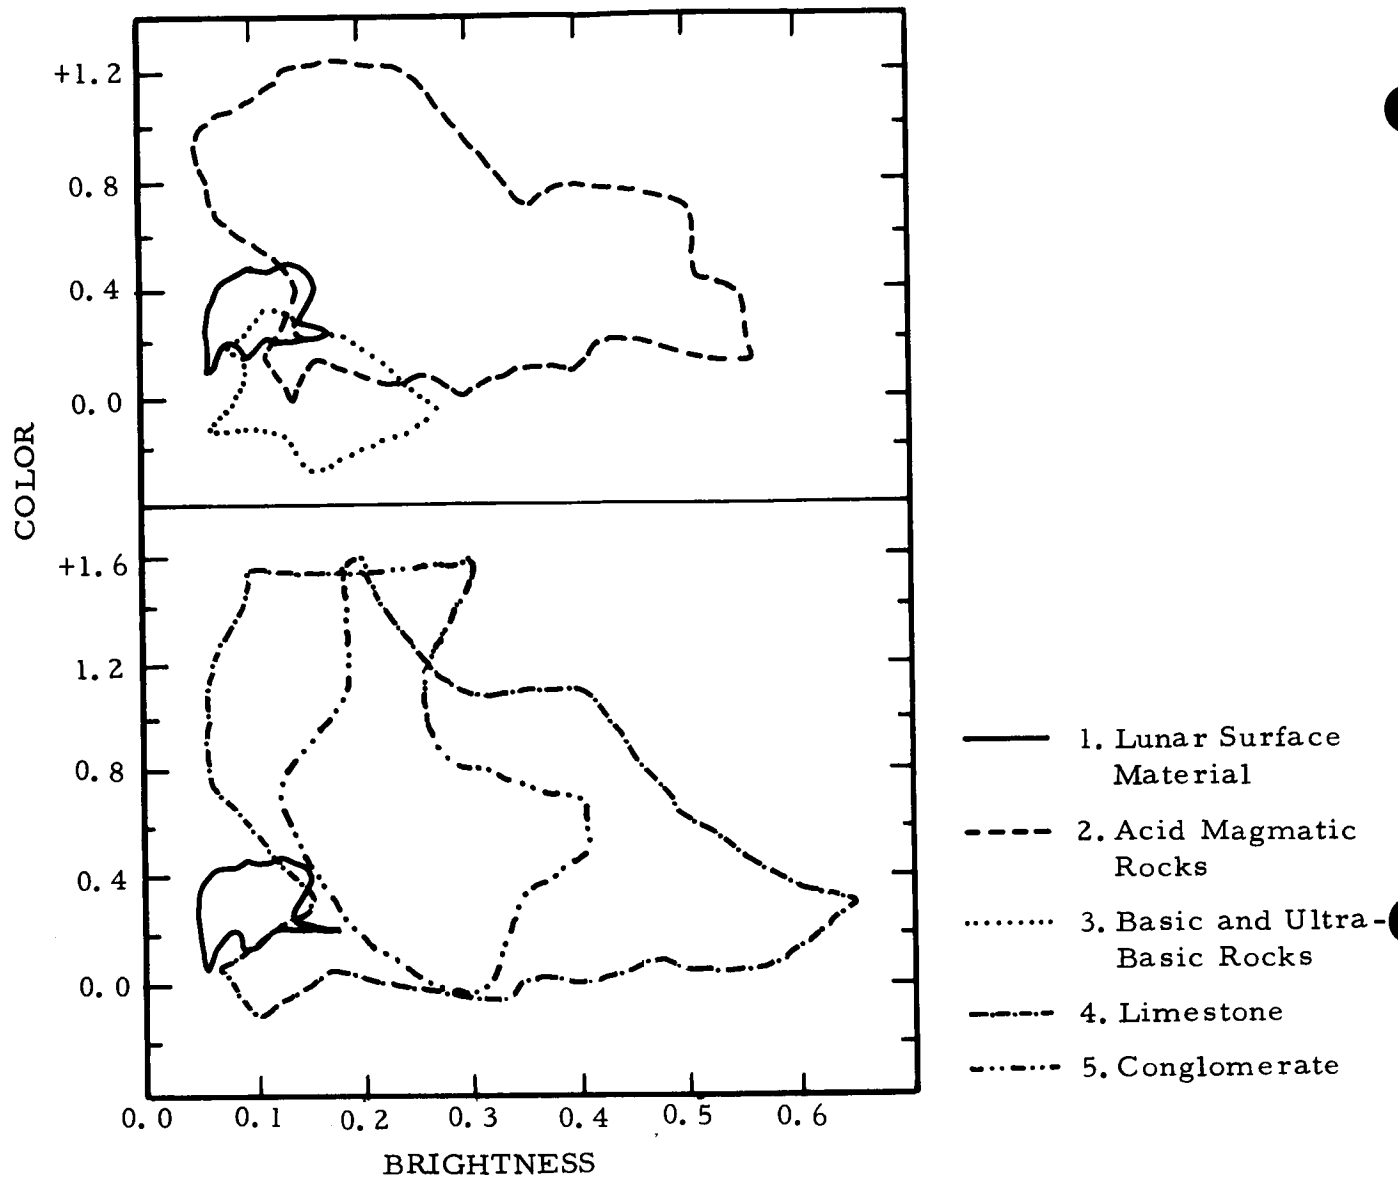 COLOR
+1.2
0.8
0.4
0.0
+1.6
1.2
0.8
0.4
0.0
0.0 0.1 0.2 0.3 0.4 0.5 0.6
BRIGHTNESS
1. Lunar Surface
Material
2. Acid Magmatic
Rocks
3. Basic and Ultra-
Basic Rocks
4. Limestone
5. Conglomerate